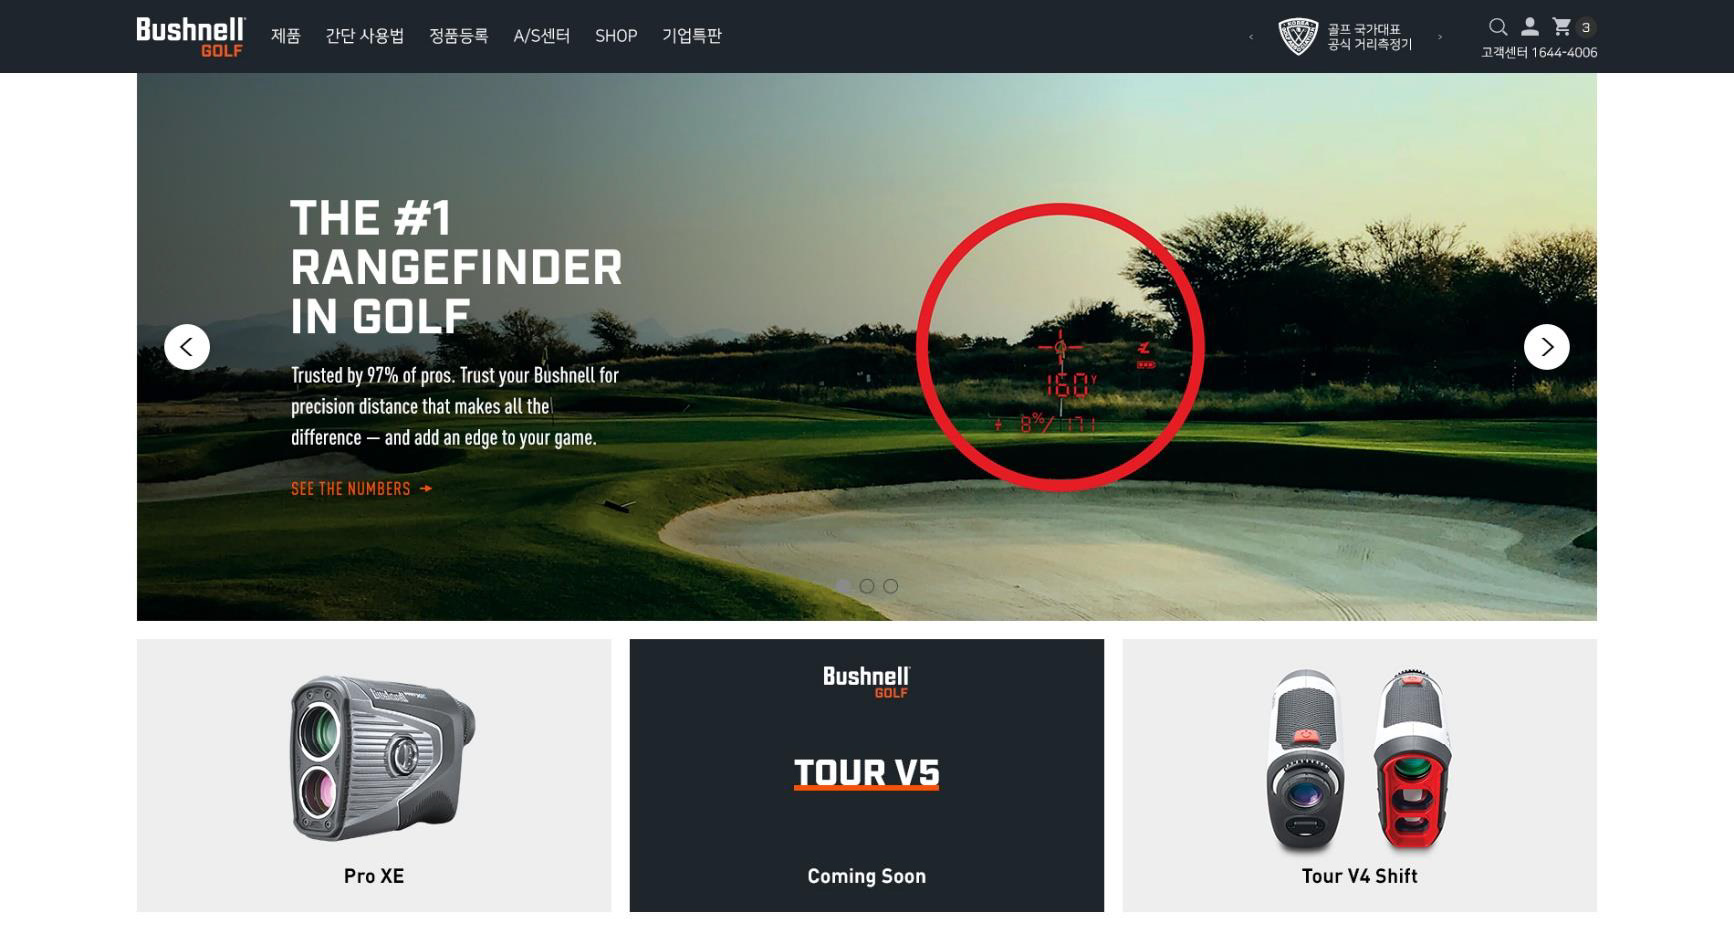 Bushnell
GOLF
제품 간단 사용법 정품등록 A/S센터 SHOP 기업특판
KOREA
골프 국가대표
공식 거리측정기
3
고객센터 1644-4006
THE #1
RANGEFINDER
IN GOLF
Trusted by 97% of pros. Trust your Bushnell for
precision distance that makes all the
difference — and add an edge to your game.
SEE THE NUMBERS
160Y
+ 8%/ 171
Bushnell
Pro XE
Bushnell
GOLF
TOUR V5
Coming Soon
Tour V4 Shift